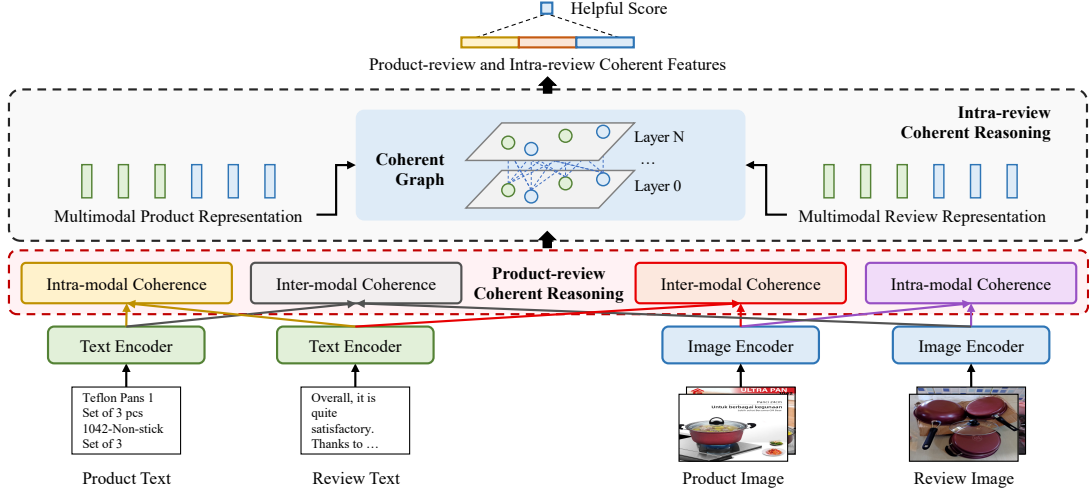 Helpful Score
Product-review and Intra-review Coherent Features
Intra-review
Coherent Reasoning
Coherent
Graph
Layer N
...
Layer 0
Multimodal Product Representation
Multimodal Review Representation
Product-review
Coherent Reasoning
Intra-modal Coherence
Inter-modal Coherence
Inter-modal Coherence
Intra-modal Coherence
Text Encoder
Text Encoder
Image Encoder
Image Encoder
Teflon Pans 1
Set of 3 pcs
1042-Non-stick
Set of 3
Overall, it is
quite
satisfactory.
Thanks to …
ULTRA PAN
Untuk berbagai kegunaan
Product Text
Review Text
Product Image
Review Image